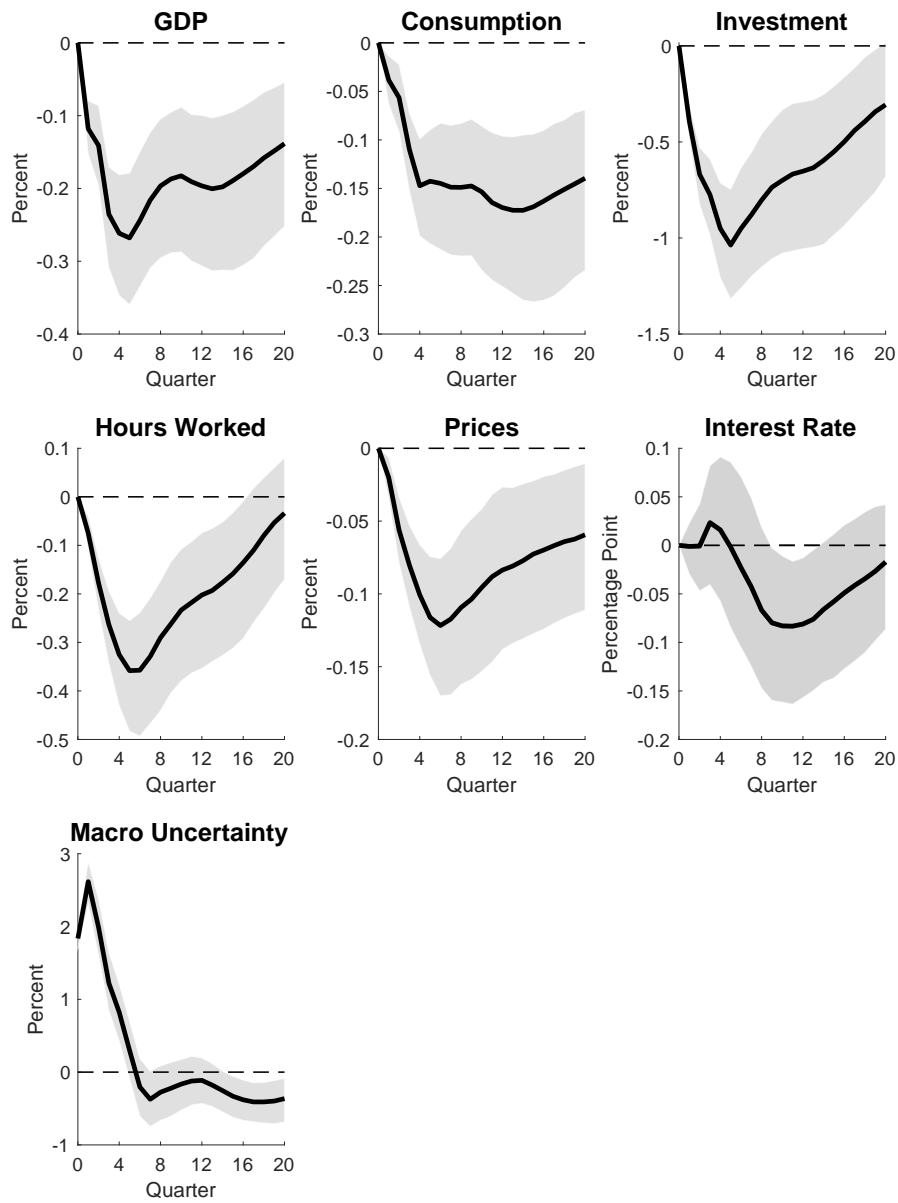 GDP
Percent
0
-0.1
-0.2
-0.3
-0.4
0 4 8 12 16 20
Quarter
Consumption
Percent
0
-0.05
-0.1
-0.15
-0.2
-0.25
-0.3
0 4 8 12 16 20
Quarter
Investment
Percent
0
-0.5
-1
-1.5
0 4 8 12 16 20
Quarter
Hours Worked
Percent
0.1
0
-0.1
-0.2
-0.3
-0.4
-0.5
0 4 8 12 16 20
Quarter
Prices
Percent
0
-0.05
-0.1
-0.15
-0.2
0 4 8 12 16 20
Quarter
Interest Rate
Percentage Point
0.1
0.05
0
-0.05
-0.1
-0.15
-0.2
0 4 8 12 16 20
Quarter
Macro Uncertainty
Percent
3
2
1
0
-1
0 4 8 12 16 20
Quarter